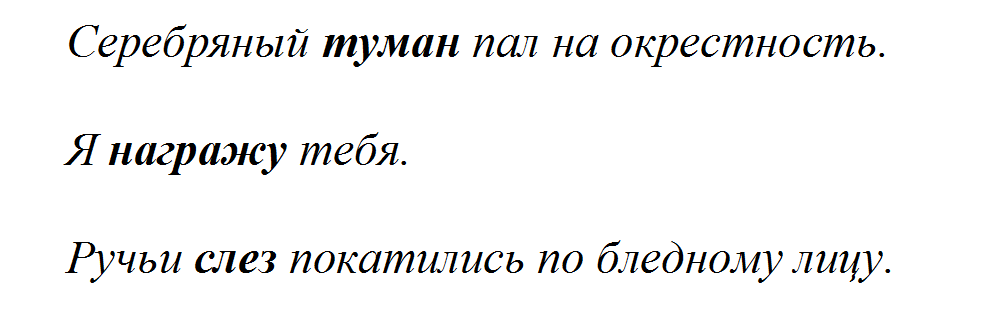 Серебряный туман пал на окрестность.
Я награжу тебя.
Ручьи слез покатились по бледному лицу.